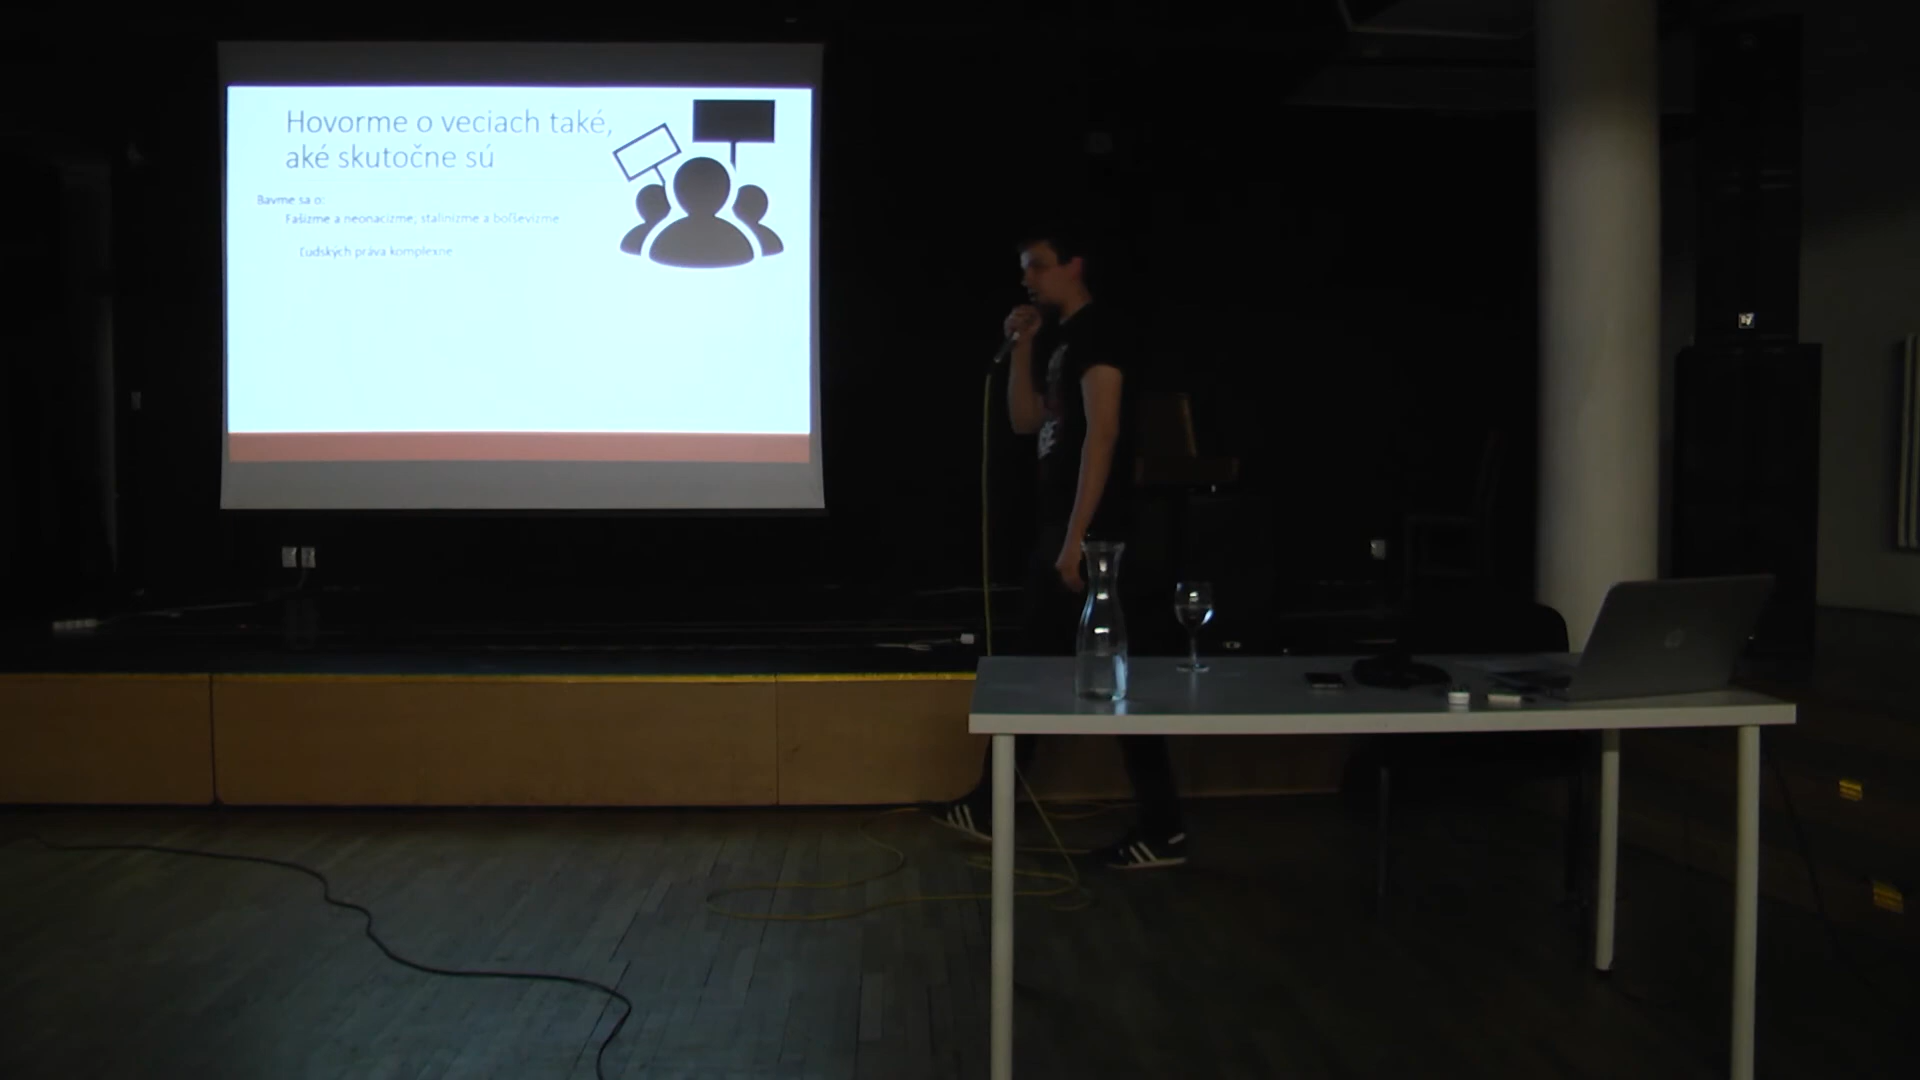 Hovorme o veciach také,
aké skutočne sú
Bavme sa o:
Fašizme a neonacizme, stalinizme a boľševizme
Ľudských práva komplexne